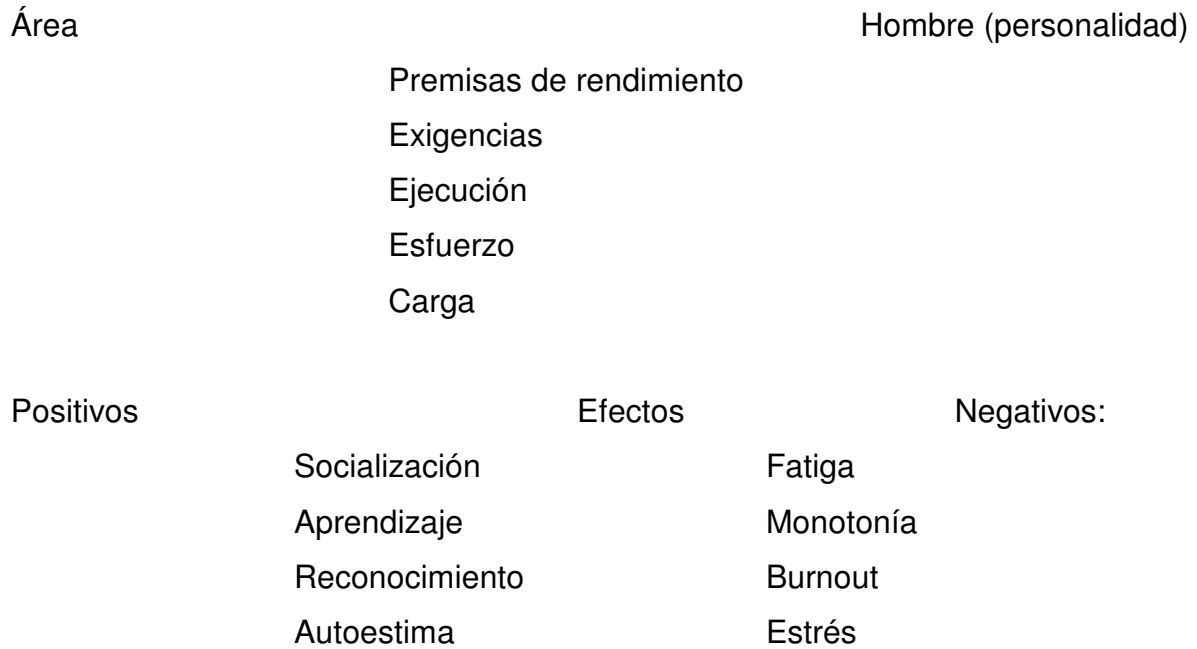 Área Hombre (personalidad)
Premisas de rendimiento
Exigencias
Ejecución
Esfuerzo
Carga
Positivos Efectos Negativos:
Socialización Fatiga
Aprendizaje Monotonía
Reconocimiento Burnout
Autoestima Estrés